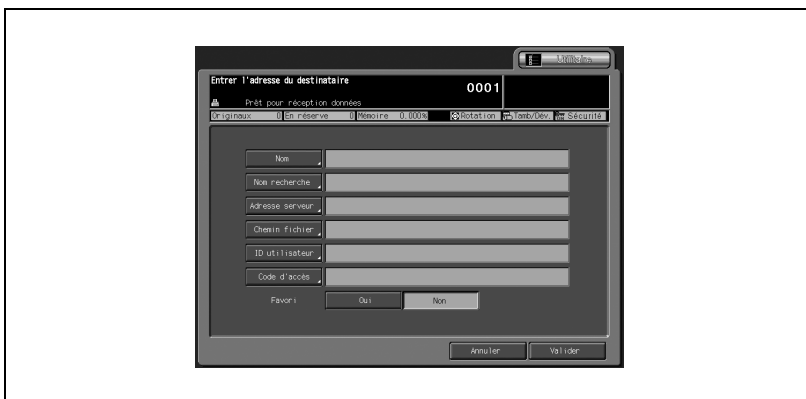 Utilitaire
Entrer l'adresse du destinataire
0001
Prêt pour réception données
Originaux 0 En réserve 0 Mémoire 0.000% Rotation Tamb/Dév. Sécurité
Nom
Nom recherche
Adresse serveur
Chemin fichier
ID utilisateur
Code d'accès
Favori Oui Non
Annuler Valider